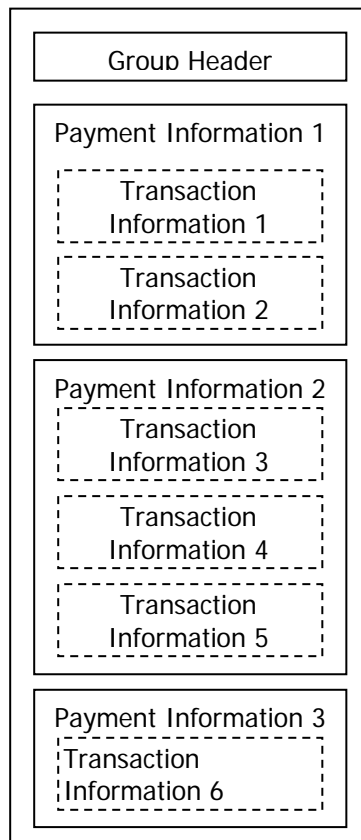 Group Header
Payment Information 1
Transaction
Information 1
Transaction
Information 2
Payment Information 2
Transaction
Information 3
Transaction
Information 4
Transaction
Information 5
Payment Information 3
Transaction
Information 6